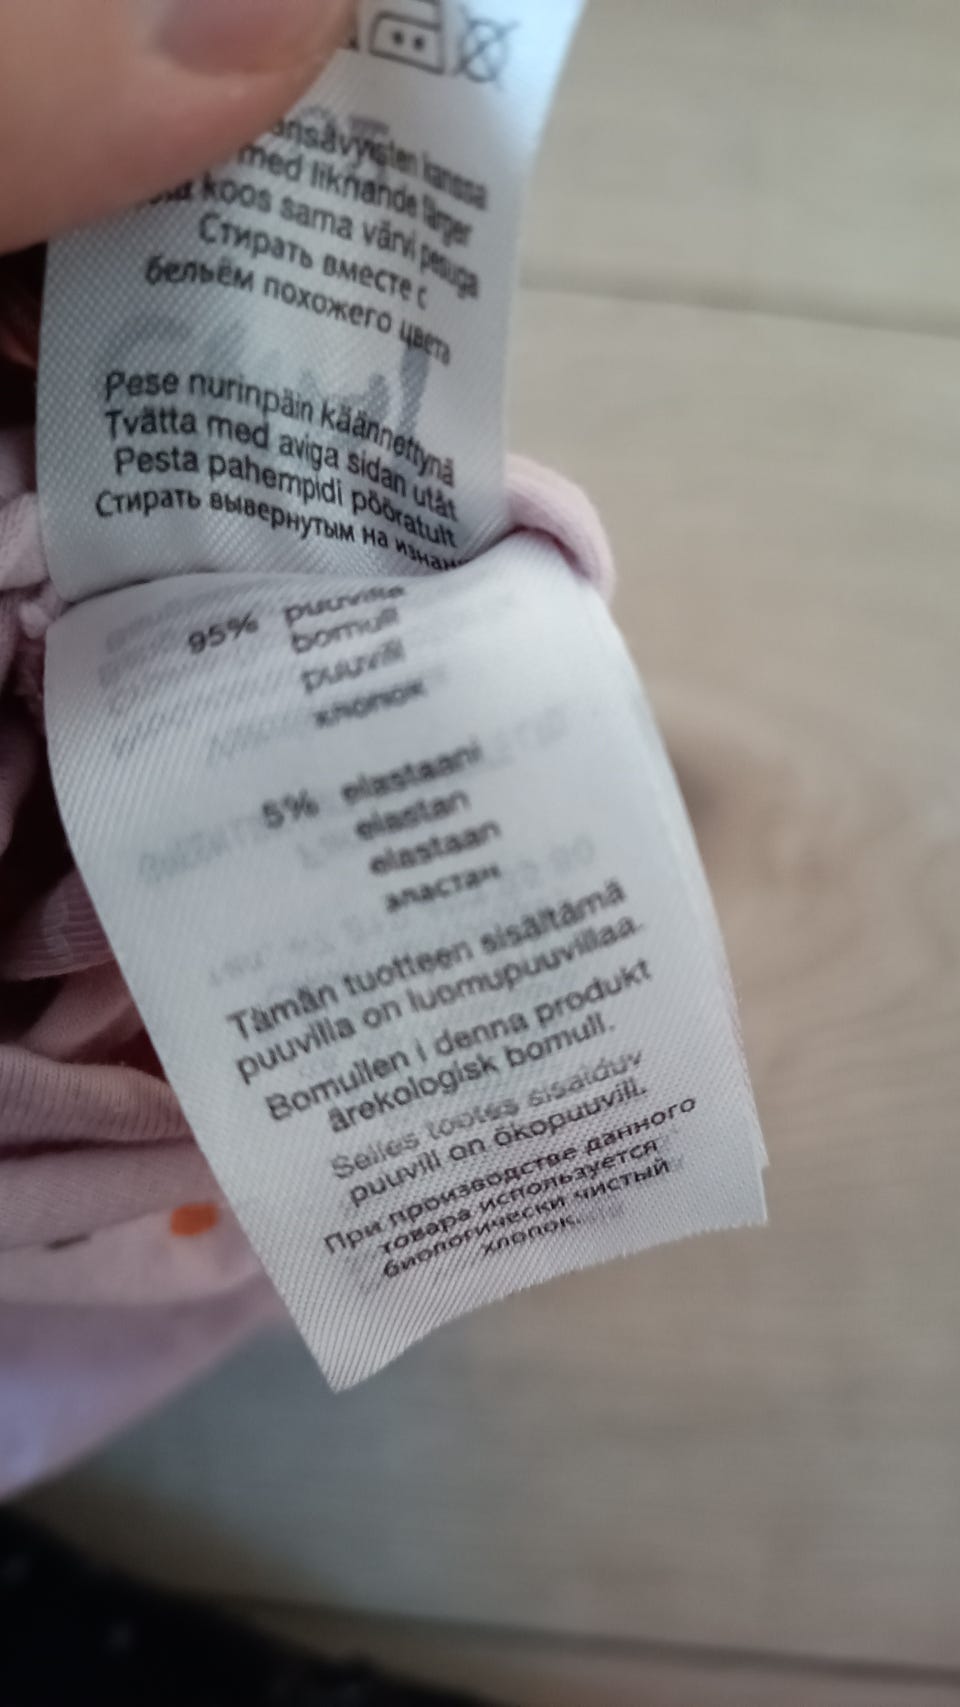 med liknande färger
koos sama värvi pesuga
Стирать вместе с
бельём похожего цвета
Pese nurinpäin käännettynä
Tvätta med aviga sidan utåt
Pesta pahempidi pööratult
Стирать вывернутым на
95% puuvilla
bomull
puuvill
хлопок
5% elastaani
elastan
elastaan
эластан
Tämän tuotteen sisältämä
puuvilla on luomupuuvillaa.
Bomullen i denna produkt
ärekologisk bomull.
Selles tootes sisalduv
puuvill on ökopuuvill.
При производстве данного
товара используется
биологически чистый
хлопок.